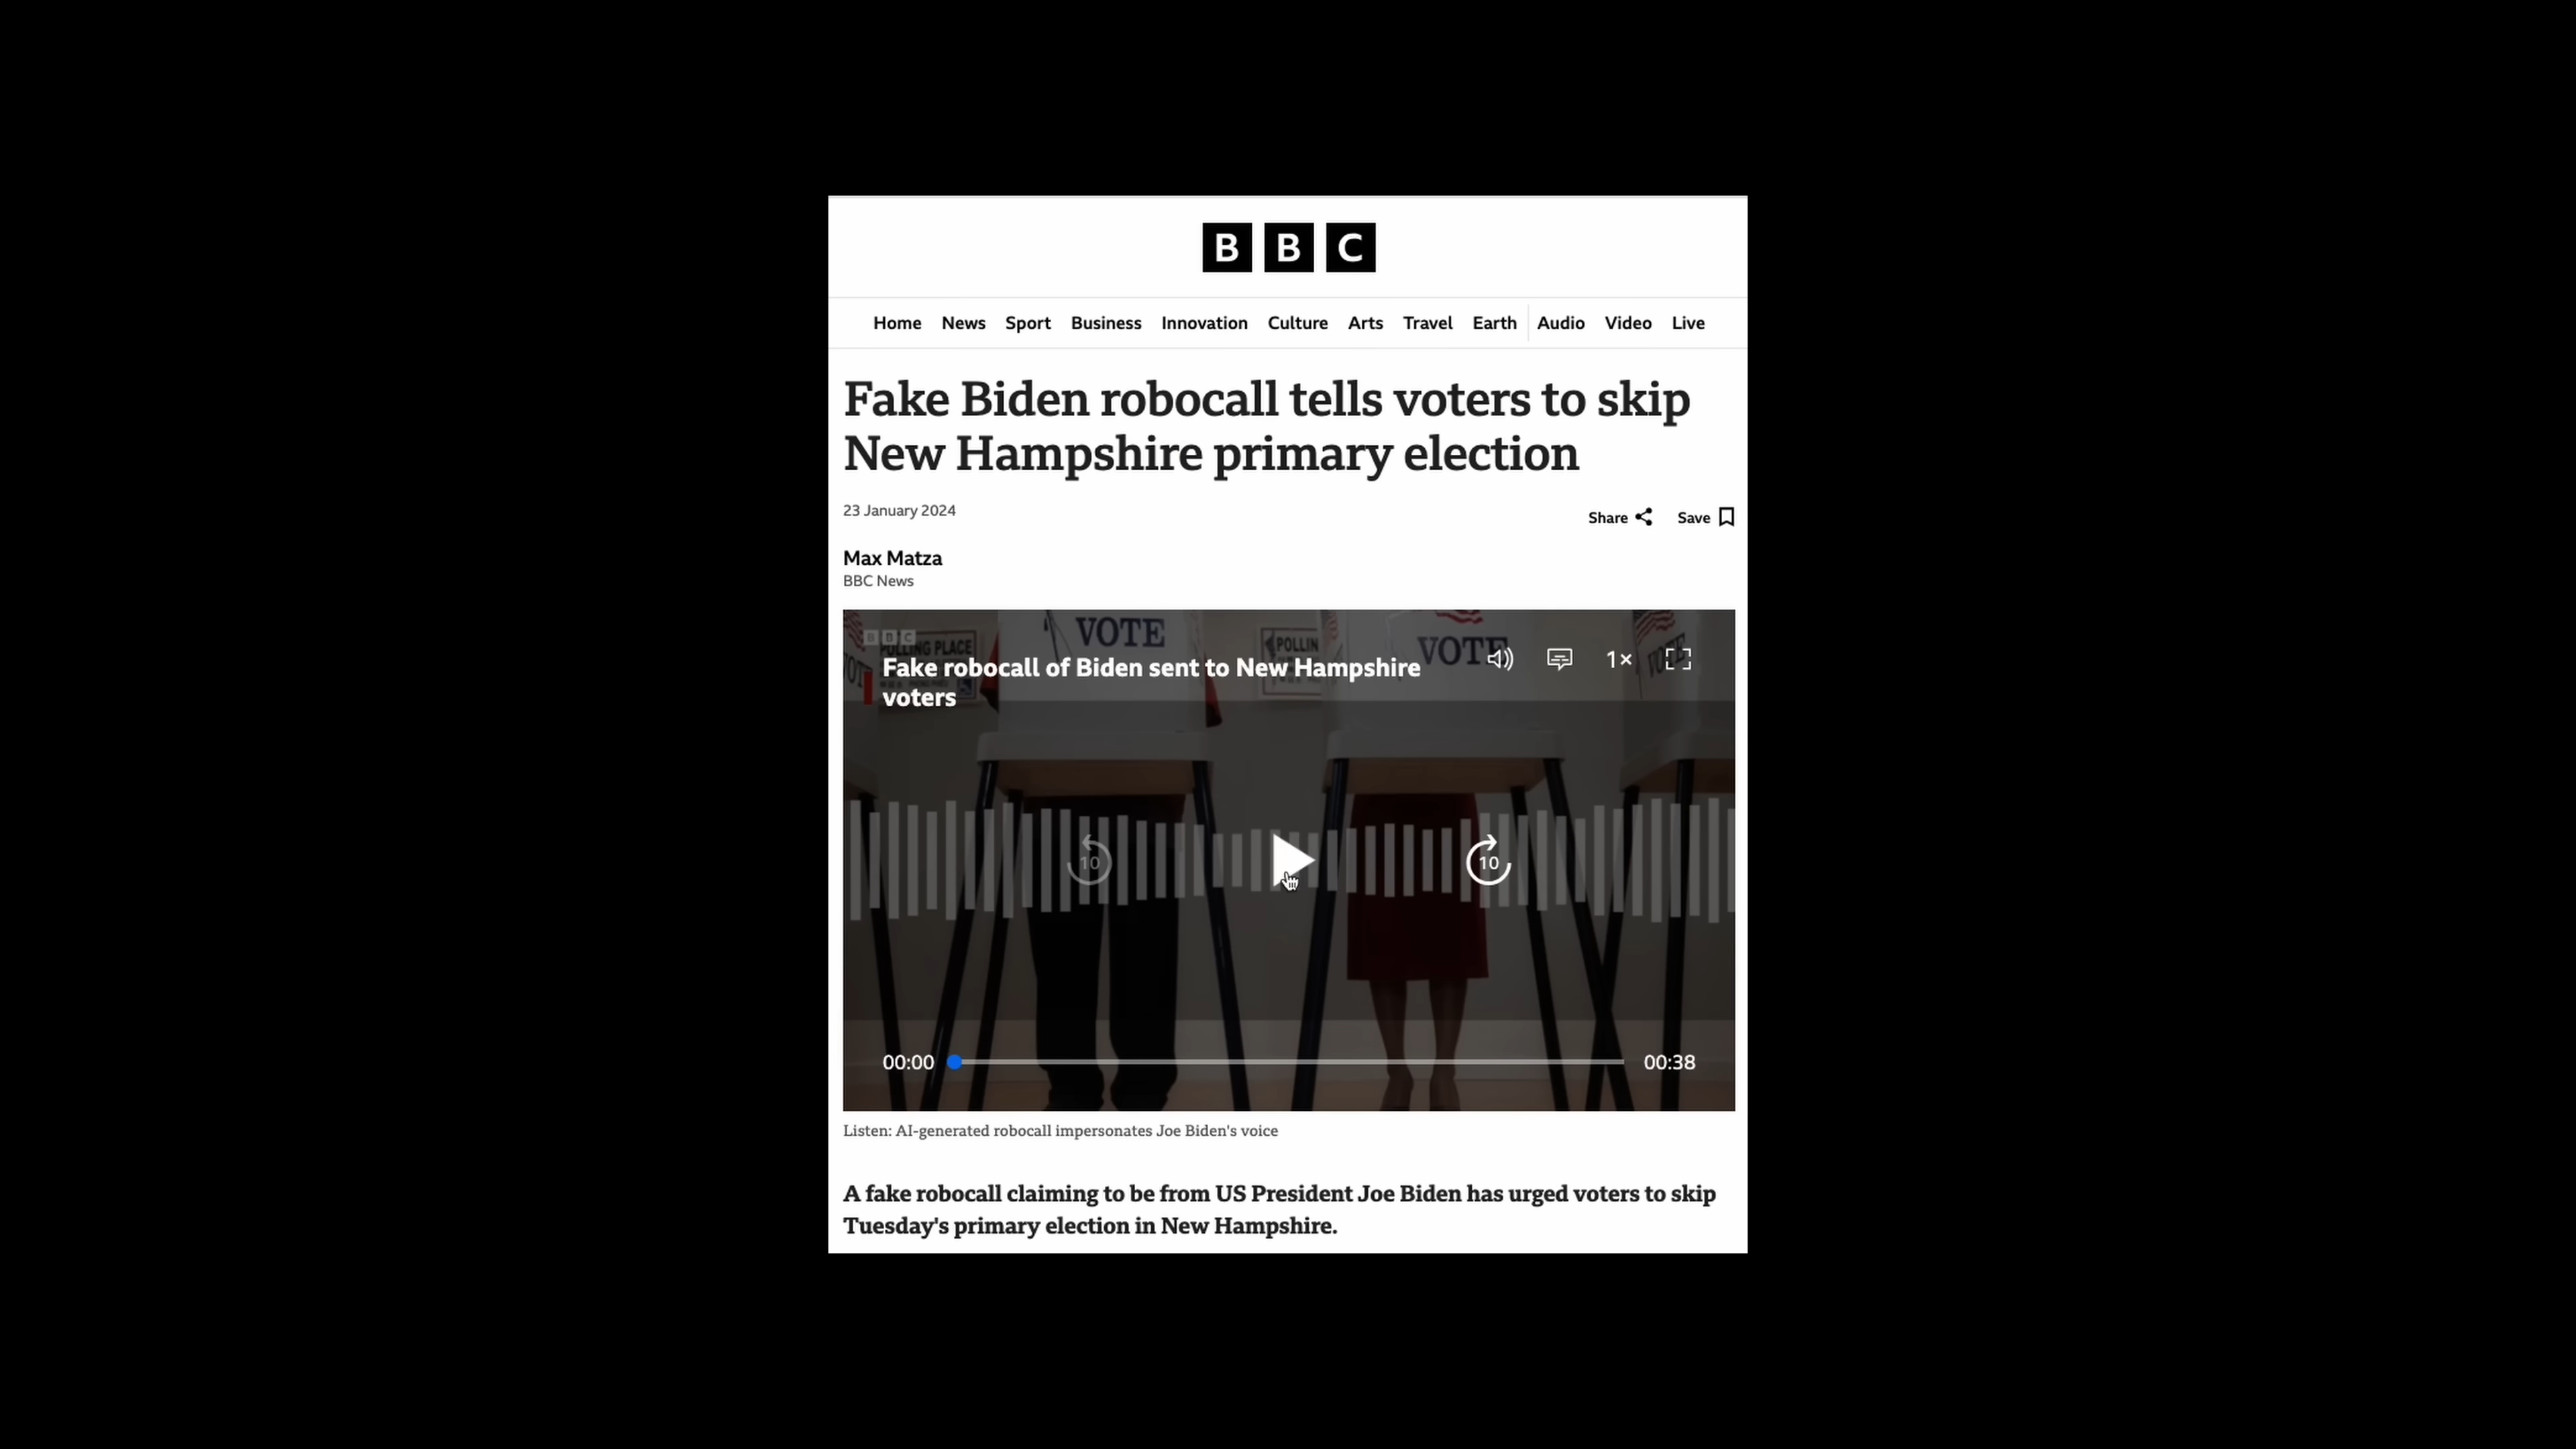 BBC
Home News Sport Business Innovation Culture Arts Travel Earth Audio Video Live
Fake Biden robocall tells voters to skip
New Hampshire primary election
23 January 2024
Share Save
Max Matza
BBC News
VOTE
BBC
POLLING PLACE
POLLIN
VOTE
Fake robocall of Biden sent to New Hampshire
voters
1×
10
10
00:00
00:38
Listen: AI-generated robocall impersonates Joe Biden's voice
A fake robocall claiming to be from US President Joe Biden has urged voters to skip
Tuesday's primary election in New Hampshire.